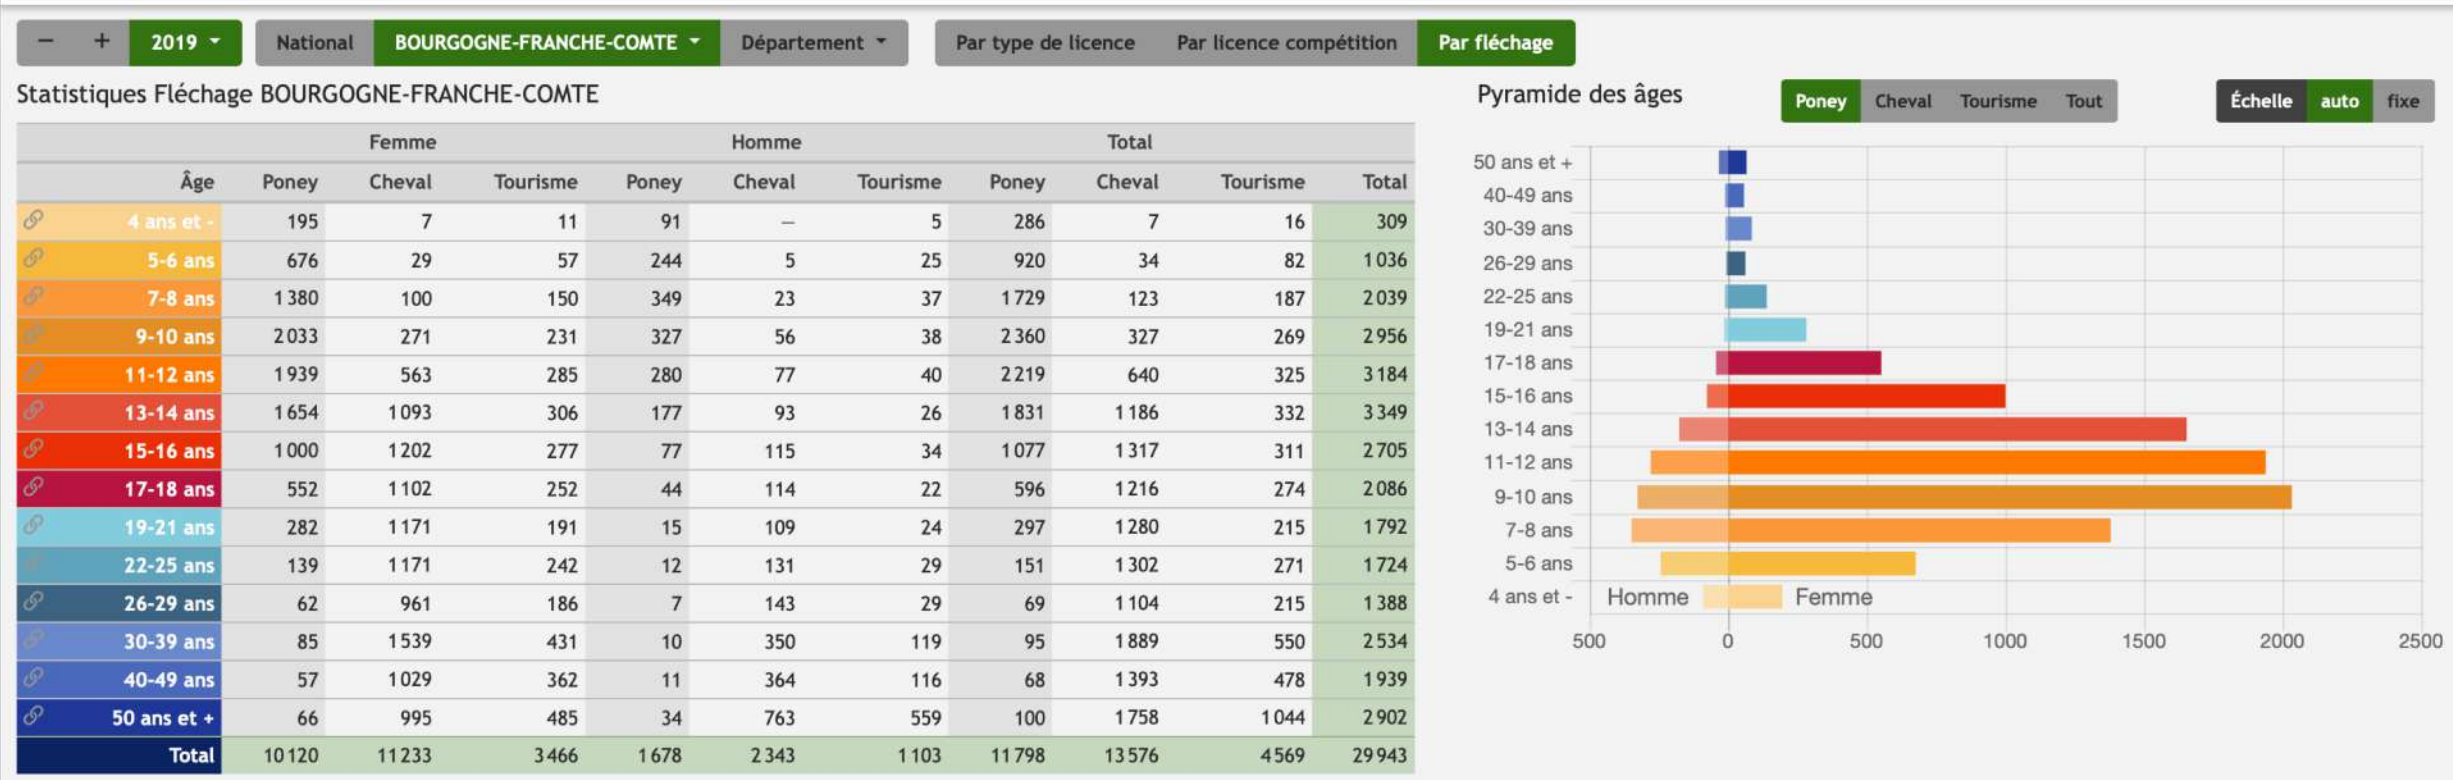 − + 2019 National BOURGOGNE-FRANCHE-COMTE Département Par type de licence Par licence compétition Par fléchage
Statistiques Fléchage BOURGOGNE-FRANCHE-COMTE
Femme Homme Total
Âge Poney Cheval Tourisme Poney Cheval Tourisme Poney Cheval Tourisme Total
4 ans et - 195 7 11 91 — 5 286 7 16 309
5-6 ans 676 29 57 244 5 25 920 34 82 1 036
7-8 ans 1 380 100 150 349 23 37 1 729 123 187 2 039
9-10 ans 2 033 271 231 327 56 38 2 360 327 269 2 956
11-12 ans 1 939 563 285 280 77 40 2 219 640 325 3 184
13-14 ans 1 654 1 093 306 177 93 26 1 831 1 186 332 3 349
15-16 ans 1 000 1 202 277 77 115 34 1 077 1 317 311 2 705
17-18 ans 552 1 102 252 44 114 22 596 1 216 274 2 086
19-21 ans 282 1 171 191 15 109 24 297 1 280 215 1 792
22-25 ans 139 1 171 242 12 131 29 151 1 302 271 1 724
26-29 ans 62 961 186 7 143 29 69 1 104 215 1 388
30-39 ans 85 1 539 431 10 350 119 95 1 889 550 2 534
40-49 ans 57 1 029 362 11 364 116 68 1 393 478 1 939
50 ans et + 66 995 485 34 763 559 100 1 758 1 044 2 902
Total 10 120 11 233 3 466 1 678 2 343 1 103 11 798 13 576 4 569 29 943
Pyramide des âges Poney Cheval Tourisme Tout Échelle auto fixe
50 ans et +
40-49 ans
30-39 ans
26-29 ans
22-25 ans
19-21 ans
17-18 ans
15-16 ans
13-14 ans
11-12 ans
9-10 ans
7-8 ans
5-6 ans
4 ans et - Homme Femme
500 0 500 1000 1500 2000 2500